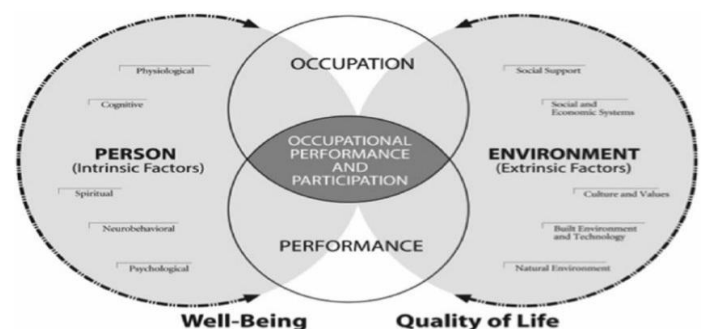 OCCUPATION
Physiological
Cognitive
PERSON
(Intrinsic Factors)
Spiritual
Neurobehavioral
Psychological
OCCUPATIONAL
PERFORMANCE
AND
PARTICIPATION
PERFORMANCE
Social Support
Social and
Economic Systems
ENVIRONMENT
(Extrinsic Factors)
Culture and Values
Built Environment
and Technology
Natural Environment
Well-Being
Quality of Life